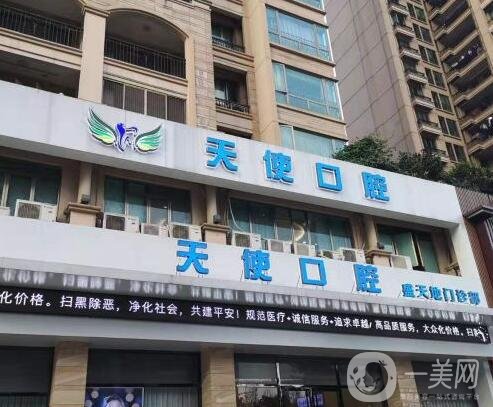 天使口腔
天使口腔 盛天地门诊部
化价格。扫黑除恶，净化社会，共建平安！规范医疗+诚信服务+追求卓越/高品质服务，大众化价格。扫
一美网